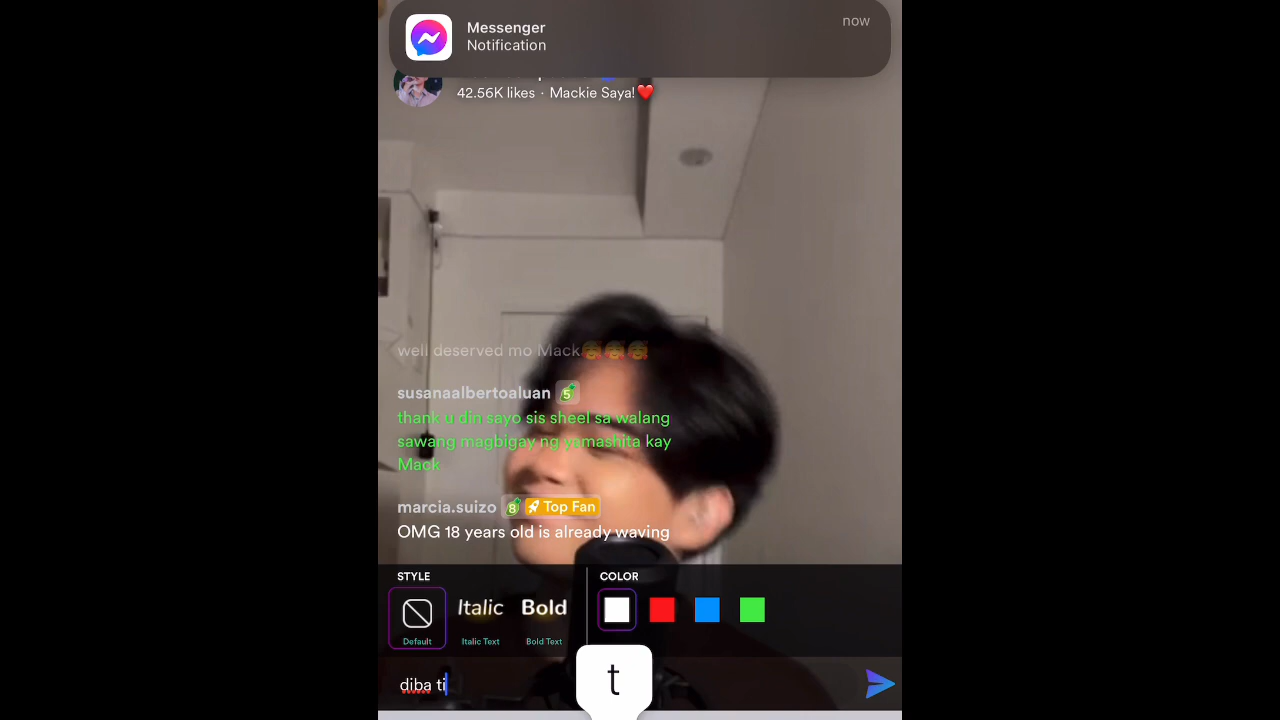 Messenger
now
Notification
42.56K likes · Mackie Saya!❤️
well deserved mo Mack🥰🥰🥰
susanaalbertoaluan 5
thank u din sayo sis sheel sa walang
sawang magbigay ng yamashita kay
Mack
marcia.suizo 8 Top Fan
OMG 18 years old is already waving
STYLE
COLOR
Italic
Bold
Default
Italic Text
Bold Text
diba ti
t